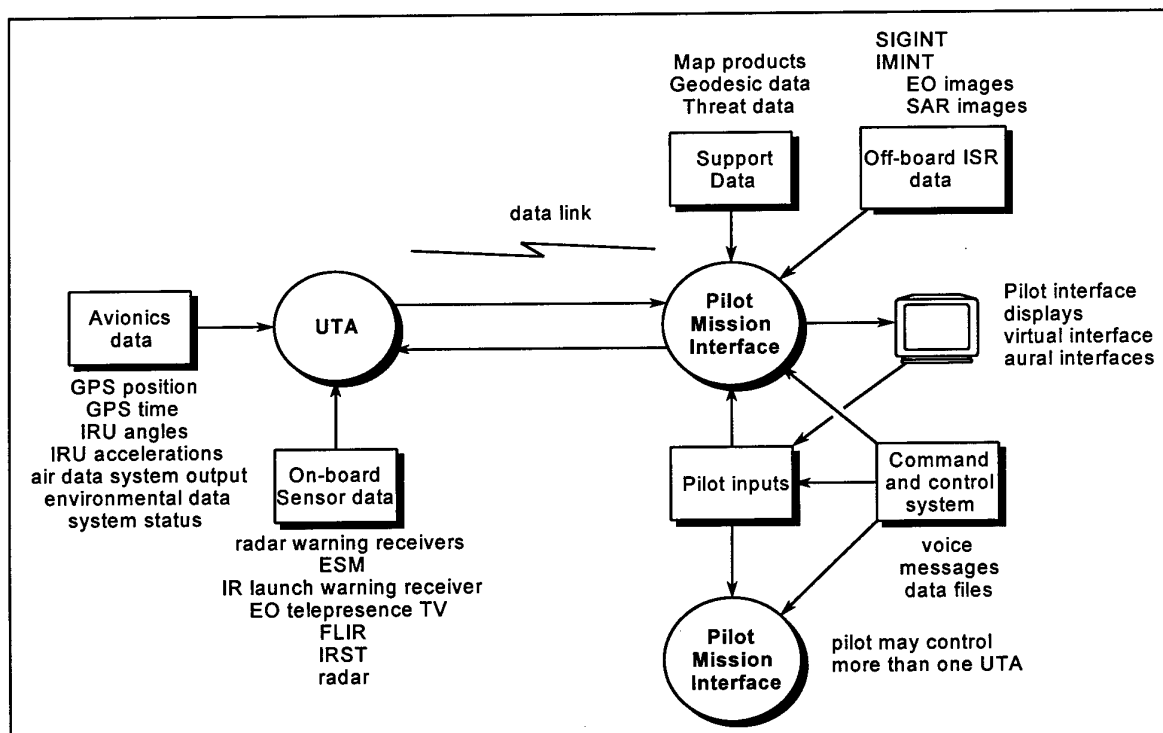 SIGINT
IMINT
EO images
SAR images
Map products
Geodesic data
Threat data
Support
Data
Off-board ISR
data
data link
Avionics
data
UTA
Pilot
Mission
Interface
Pilot interface
displays
virtual interface
aural interfaces
GPS position
GPS time
IRU angles
IRU accelerations
air data system output
environmental data
system status
On-board
Sensor data
radar warning receivers
ESM
IR launch warning receiver
EO telepresence TV
FLIR
IRST
radar
Pilot inputs
Command
and control
system
voice
messages
data files
Pilot
Mission
Interface
pilot may control
more than one UTA